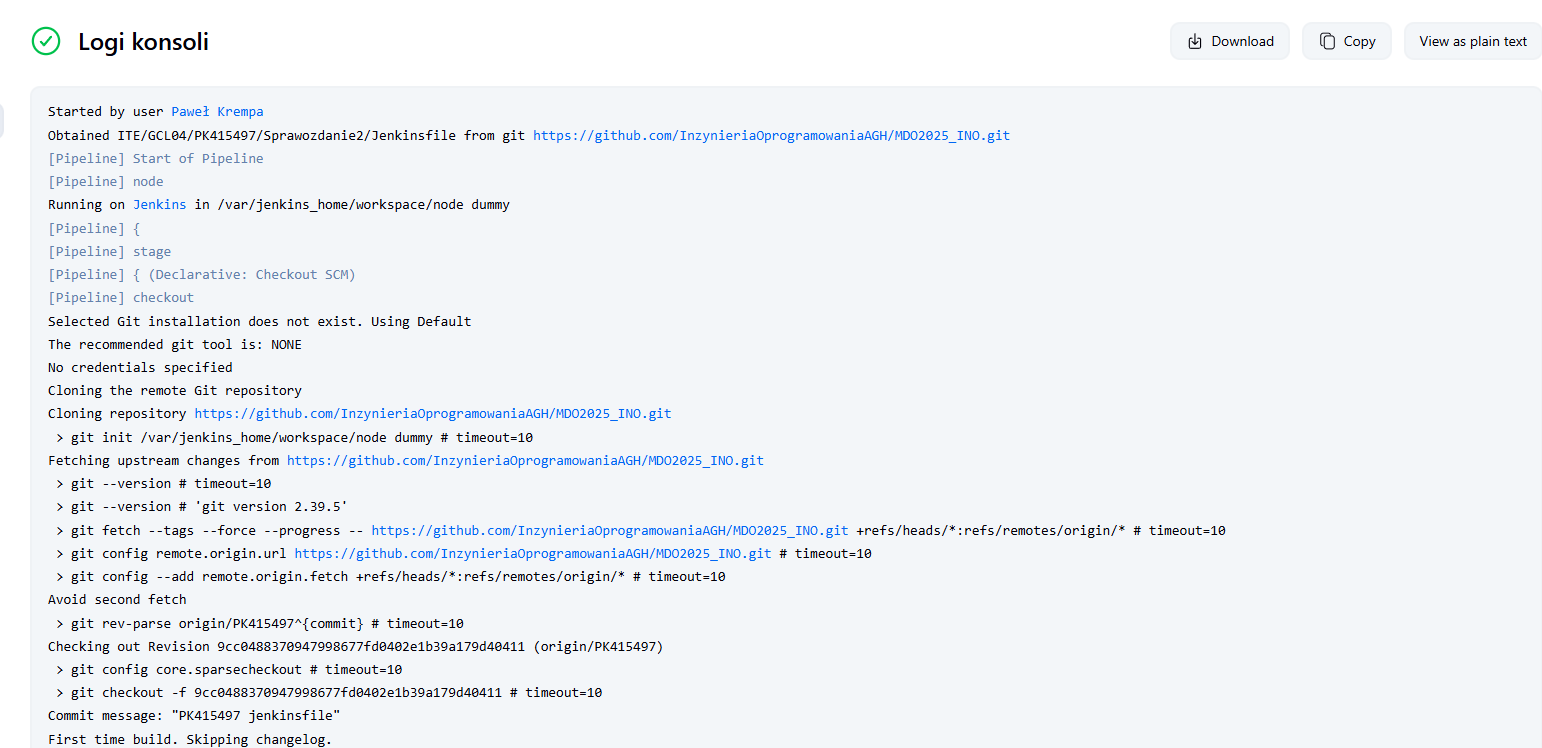 Logi konsoli
Download
Copy
View as plain text
Started by user Paweł Krempa
Obtained ITE/GCL04/PK415497/Sprawozdanie2/Jenkinsfile from git https://github.com/InzynieriaOprogramowaniaAGH/MDO2025_INO.git
[Pipeline] Start of Pipeline
[Pipeline] node
Running on Jenkins in /var/jenkins_home/workspace/node dummy
[Pipeline] {
[Pipeline] stage
[Pipeline] { (Declarative: Checkout SCM)
[Pipeline] checkout
Selected Git installation does not exist. Using Default
The recommended git tool is: NONE
No credentials specified
Cloning the remote Git repository
Cloning repository https://github.com/InzynieriaOprogramowaniaAGH/MDO2025_INO.git
 > git init /var/jenkins_home/workspace/node dummy # timeout=10
Fetching upstream changes from https://github.com/InzynieriaOprogramowaniaAGH/MDO2025_INO.git
 > git --version # timeout=10
 > git --version # 'git version 2.39.5'
 > git fetch --tags --force --progress -- https://github.com/InzynieriaOprogramowaniaAGH/MDO2025_INO.git +refs/heads/*:refs/remotes/origin/* # timeout=10
 > git config remote.origin.url https://github.com/InzynieriaOprogramowaniaAGH/MDO2025_INO.git # timeout=10
 > git config --add remote.origin.fetch +refs/heads/*:refs/remotes/origin/* # timeout=10
Avoid second fetch
 > git rev-parse origin/PK415497^{commit} # timeout=10
Checking out Revision 9cc0488370947998677fd0402e1b39a179d40411 (origin/PK415497)
 > git config core.sparsecheckout # timeout=10
 > git checkout -f 9cc0488370947998677fd0402e1b39a179d40411 # timeout=10
Commit message: "PK415497 jenkinsfile"
First time build. Skipping changelog.